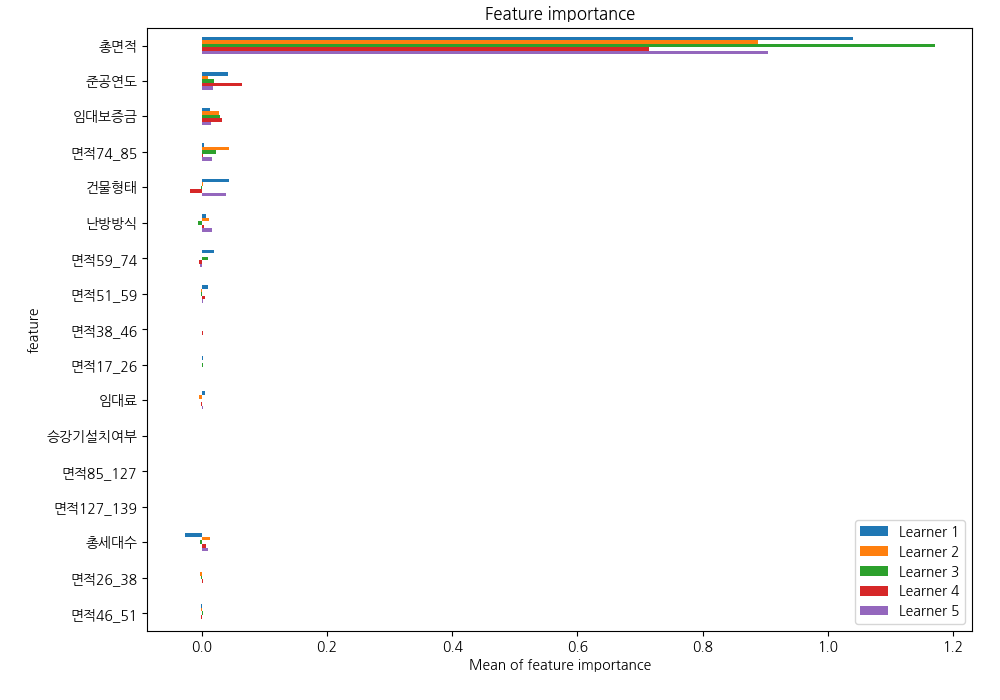 Feature importance
총면적
준공연도
임대보증금
면적74_85
건물형태
난방방식
면적59_74
면적51_59
면적38_46
면적17_26
임대료
승강기설치여부
면적85_127
면적127_139
총세대수
면적26_38
면적46_51
feature
0.0 0.2 0.4 0.6 0.8 1.0 1.2
Mean of feature importance
Learner 1
Learner 2
Learner 3
Learner 4
Learner 5